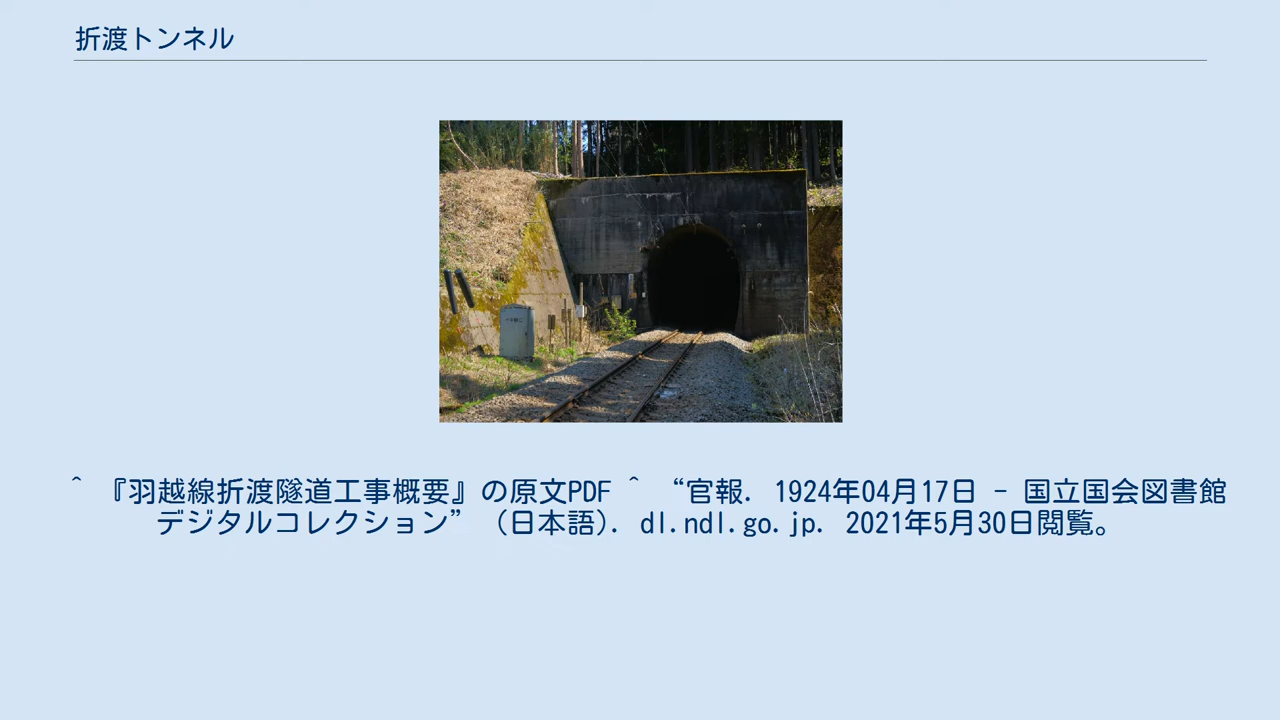 折渡トンネル
^ 『羽越線折渡隧道工事概要』の原文PDF ^ “官報. 1924年04月17日 - 国立国会図書館
デジタルコレクション” (日本語). dl.ndl.go.jp. 2021年5月30日閲覧。